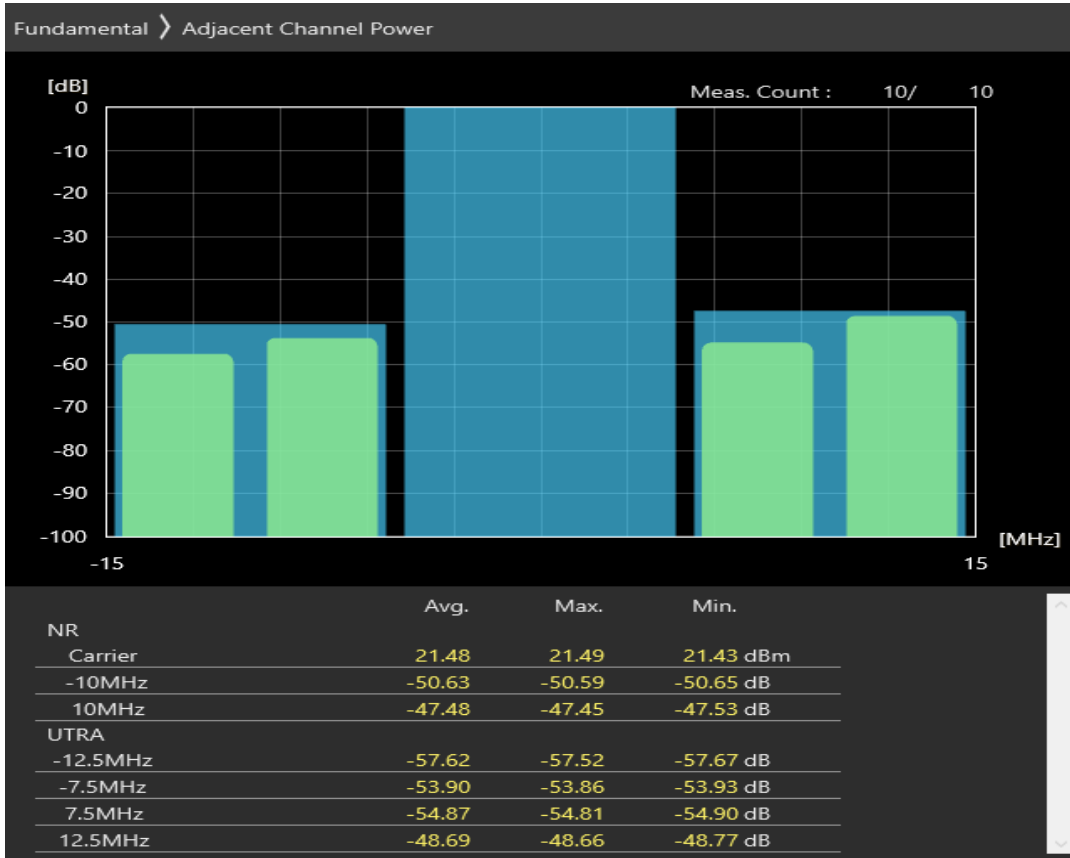 Fundamental ❭ Adjacent Channel Power
[dB]
Meas. Count : 10/ 10
0
-10
-20
-30
-40
-50
-60
-70
-80
-90
-100
[MHz]
-15 15
Avg. Max. Min.
NR
Carrier 21.48 21.49 21.43 dBm
-10MHz -50.63 -50.59 -50.65 dB
10MHz -47.48 -47.45 -47.53 dB
UTRA
-12.5MHz -57.62 -57.52 -57.67 dB
-7.5MHz -53.90 -53.86 -53.93 dB
7.5MHz -54.87 -54.81 -54.90 dB
12.5MHz -48.69 -48.66 -48.77 dB